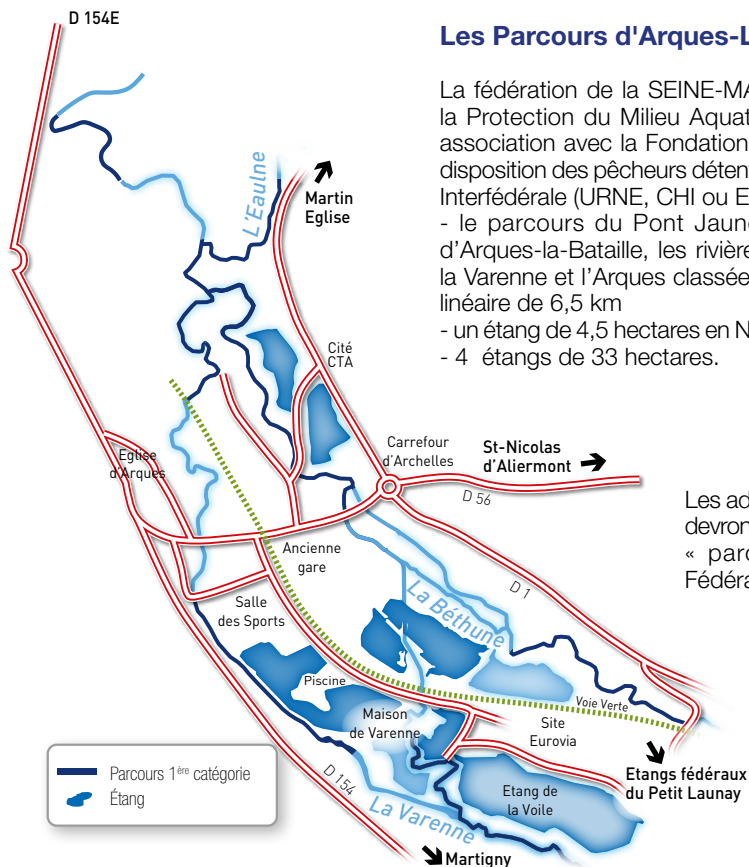 D 154E
Les Parcours d'Arques-L
La fédération de la SEINE-MA
la Protection du Milieu Aquat
association avec la Fondation
disposition des pêcheurs déten
Interfédérale (URNE, CHI ou E
- le parcours du Pont Jaune
d'Arques-la-Bataille, les rivière
la Varenne et l'Arques classée
linéaire de 6,5 km
- un étang de 4,5 hectares en N
- 4 étangs de 33 hectares.
L'Eaulne
Martin
Eglise
Cité
CTA
Eglise
d'Arques
Carrefour
d'Archelles
St-Nicolas
d'Aliermont
D 56
Les ad
devron
« parc
Fédéra
Ancienne
gare
D 1
La Béthune
Salle
des Sports
Piscine
Maison
de Varenne
Voie Verte
Site
Eurovia
Etangs fédéraux
du Petit Launay
Etang de
la Voile
D 154
La Varenne
Martigny
Parcours 1ère catégorie
Étang